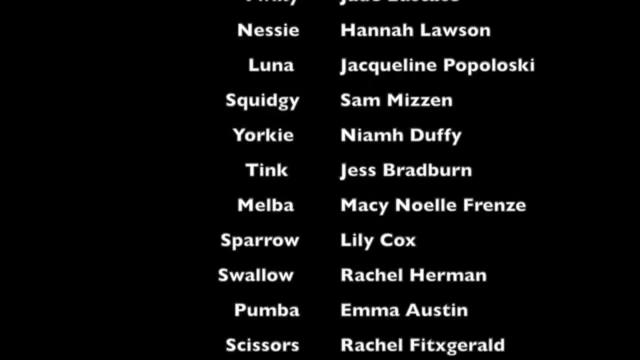 Nessie Hannah Lawson
Luna Jacqueline Popoloski
Squidgy Sam Mizzen
Yorkie Niamh Duffy
Tink Jess Bradburn
Melba Macy Noelle Frenze
Sparrow Lily Cox
Swallow Rachel Herman
Pumba Emma Austin
Scissors Rachel Fitxgerald